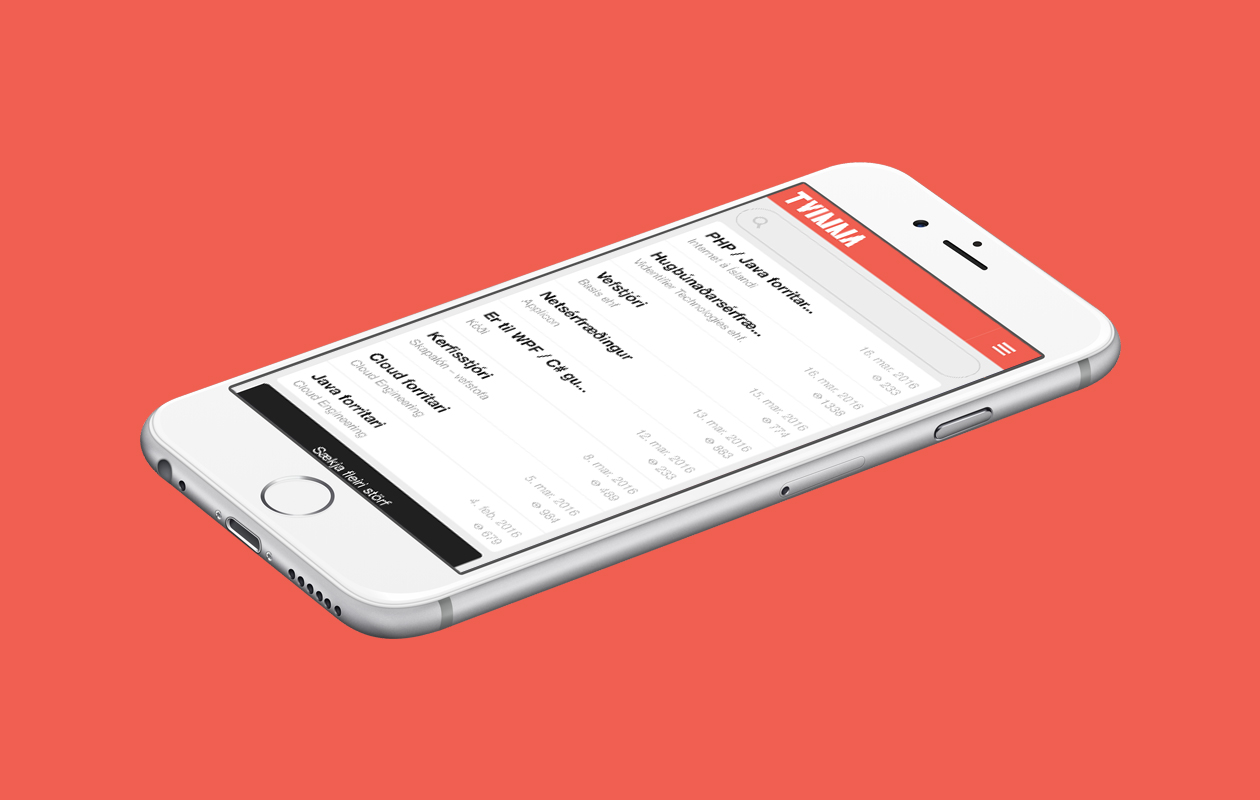 TVINNA
PHP / Java forritar...
16. mar. 2016
Internet á Íslandi
233
Hugbúnaðarsérfræ...
16. mar. 2016
Videntifier Technologies ehf.
1338
Vefstjóri
15. mar. 2016
Basis ehf.
774
Netsérfræðingur
13. mar. 2016
Applicon
883
Er til WPF / C# gu...
12. mar. 2016
Kóði
233
Kerfisstjóri
8. mar. 2016
Skapalón – vefstofa
489
Cloud forritari
5. mar. 2016
Cloud Engineering
984
Java forritari
4. feb. 2016
Cloud Engineering
679
Sækja fleiri störf